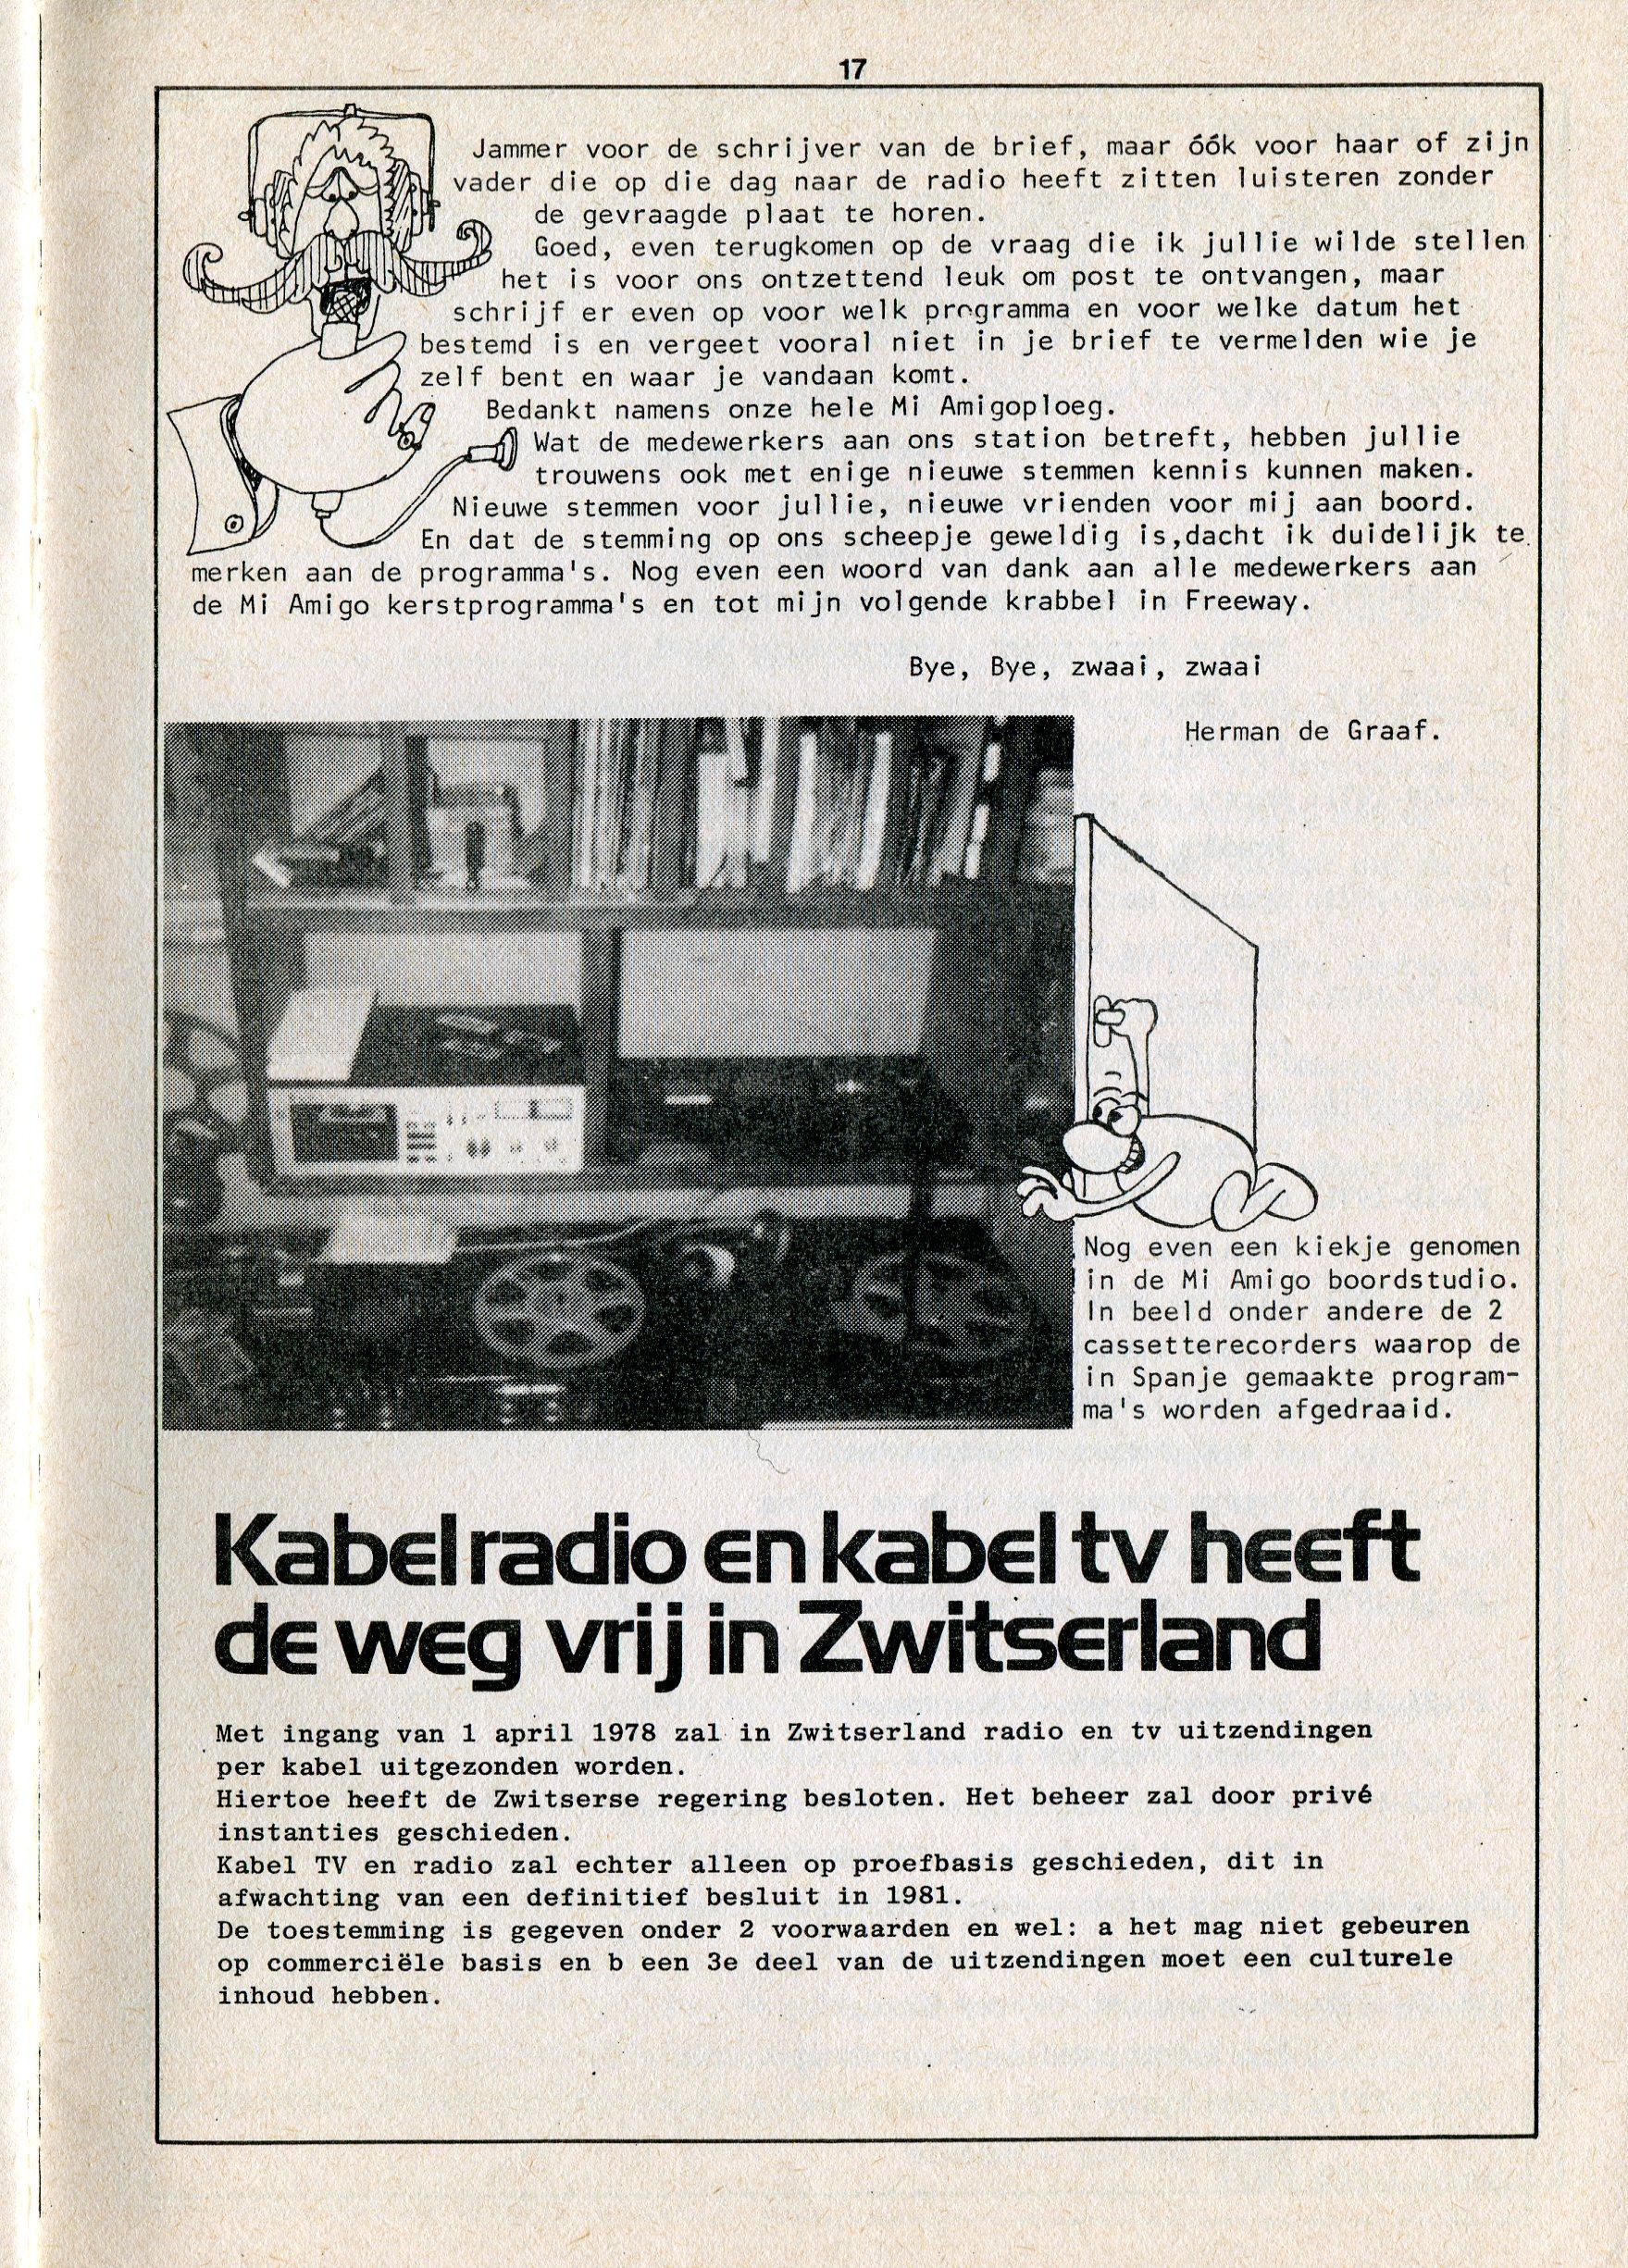 17
Jammer voor de schrijver van de brief, maar óók voor haar of zijn
vader die op die dag naar de radio heeft zitten luisteren zonder
de gevraagde plaat te horen.
Goed, even terugkomen op de vraag die ik jullie wilde stellen
het is voor ons ontzettend leuk om post te ontvangen, maar
schrijf er even op voor welk programma en voor welke datum het
bestemd is en vergeet vooral niet in je brief te vermelden wie je
zelf bent en waar je vandaan komt.
Bedankt namens onze hele Mi Amigoploeg.
Wat de medewerkers aan ons station betreft, hebben jullie
trouwens ook met enige nieuwe stemmen kennis kunnen maken.
Nieuwe stemmen voor jullie, nieuwe vrienden voor mij aan boord.
En dat de stemming op ons scheepje geweldig is,dacht ik duidelijk te
merken aan de programma's. Nog even een woord van dank aan alle medewerkers aan
de Mi Amigo kerstprogramma's en tot mijn volgende krabbel in Freeway.
Bye, Bye, zwaai, zwaai
Herman de Graaf.
Nog even een kiekje genomen
in de Mi Amigo boordstudio.
In beeld onder andere de 2
cassetterecorders waarop de
in Spanje gemaakte program-
ma's worden afgedraaid.
Kabelradio en kabel tv heeft
de weg vrij in Zwitserland
Met ingang van 1 april 1978 zal in Zwitserland radio en tv uitzendingen
per kabel uitgezonden worden.
Hiertoe heeft de Zwitserse regering besloten. Het beheer zal door privé
instanties geschieden.
Kabel TV en radio zal echter alleen op proefbasis geschieden, dit in
afwachting van een definitief besluit in 1981.
De toestemming is gegeven onder 2 voorwaarden en wel: a het mag niet gebeuren
op commerciële basis en b een 3e deel van de uitzendingen moet een culturele
inhoud hebben.